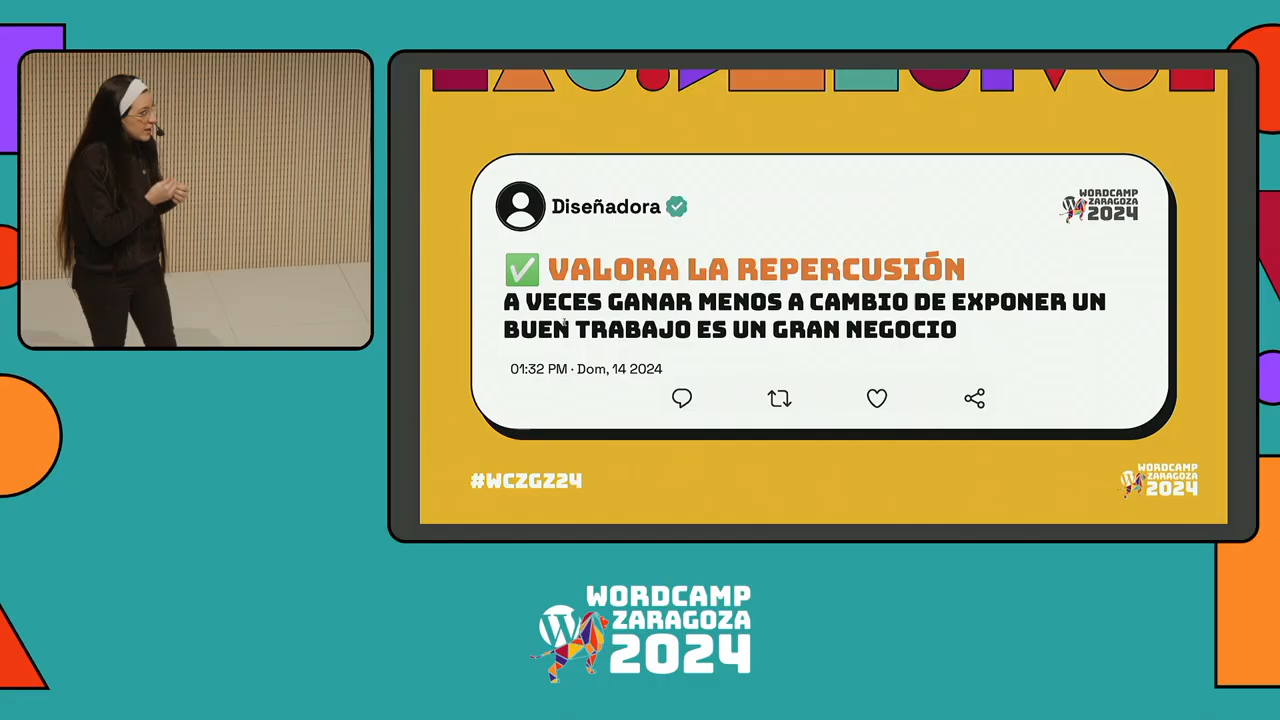 Diseñadora
WORDCAMP
ZARAGOZA
2024
✅ VALORA LA REPERCUSIÓN
A VECES GANAR MENOS A CAMBIO DE EXPONER UN
BUEN TRABAJO ES UN GRAN NEGOCIO
01:32 PM · Dom, 14 2024
#WCZGZ24
WORDCAMP
ZARAGOZA
2024
WORDCAMP
ZARAGOZA
2024